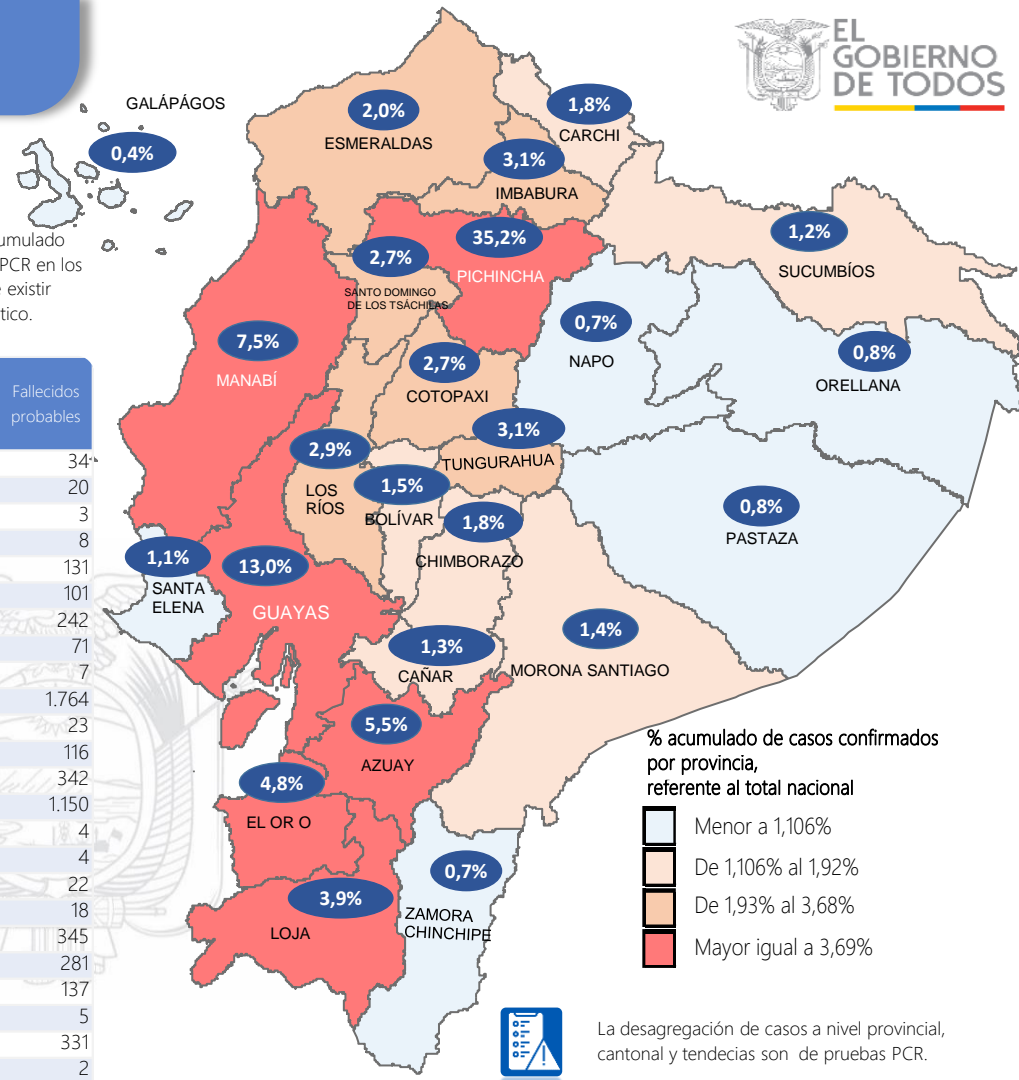 EL
GOBIERNO
DE TODOS
GALÁPÁGOS
0,4%
2,0%
ESMERALDAS
1,8%
CARCHI
3,1%
IMBABURA
umulado
PCR en los
existir
tico.
35,2%
PICHINCHA
1,2%
SUCUMBÍOS
2,7%
SANTO DOMINGO
DE LOS TSÁCHILAS
7,5%
MANABÍ
0,7%
NAPO
0,8%
ORELLANA
2,7%
COTOPAXI
3,1%
TUNGURAHUA
2,9%
LOS
RÍOS
1,5%
BOLÍVAR
1,8%
CHIMBORAZO
0,8%
PASTAZA
1,1%
SANTA
ELENA
13,0%
GUAYAS
1,3%
CAÑAR
1,4%
MORONA SANTIAGO
5,5%
AZUAY
4,8%
EL OR O
3,9%
LOJA
0,7%
ZAMORA
CHINCHIPE
Fallecidos
probables
34
20
3
8
131
101
242
71
7
1.764
23
116
342
1.150
4
4
22
18
345
281
137
5
331
2
% acumulado de casos confirmados
por provincia,
referente al total nacional
Menor a 1,106%
De 1,106% al 1,92%
De 1,93% al 3,68%
Mayor igual a 3,69%
La desagregación de casos a nivel provincial,
cantonal y tendecias son de pruebas PCR.